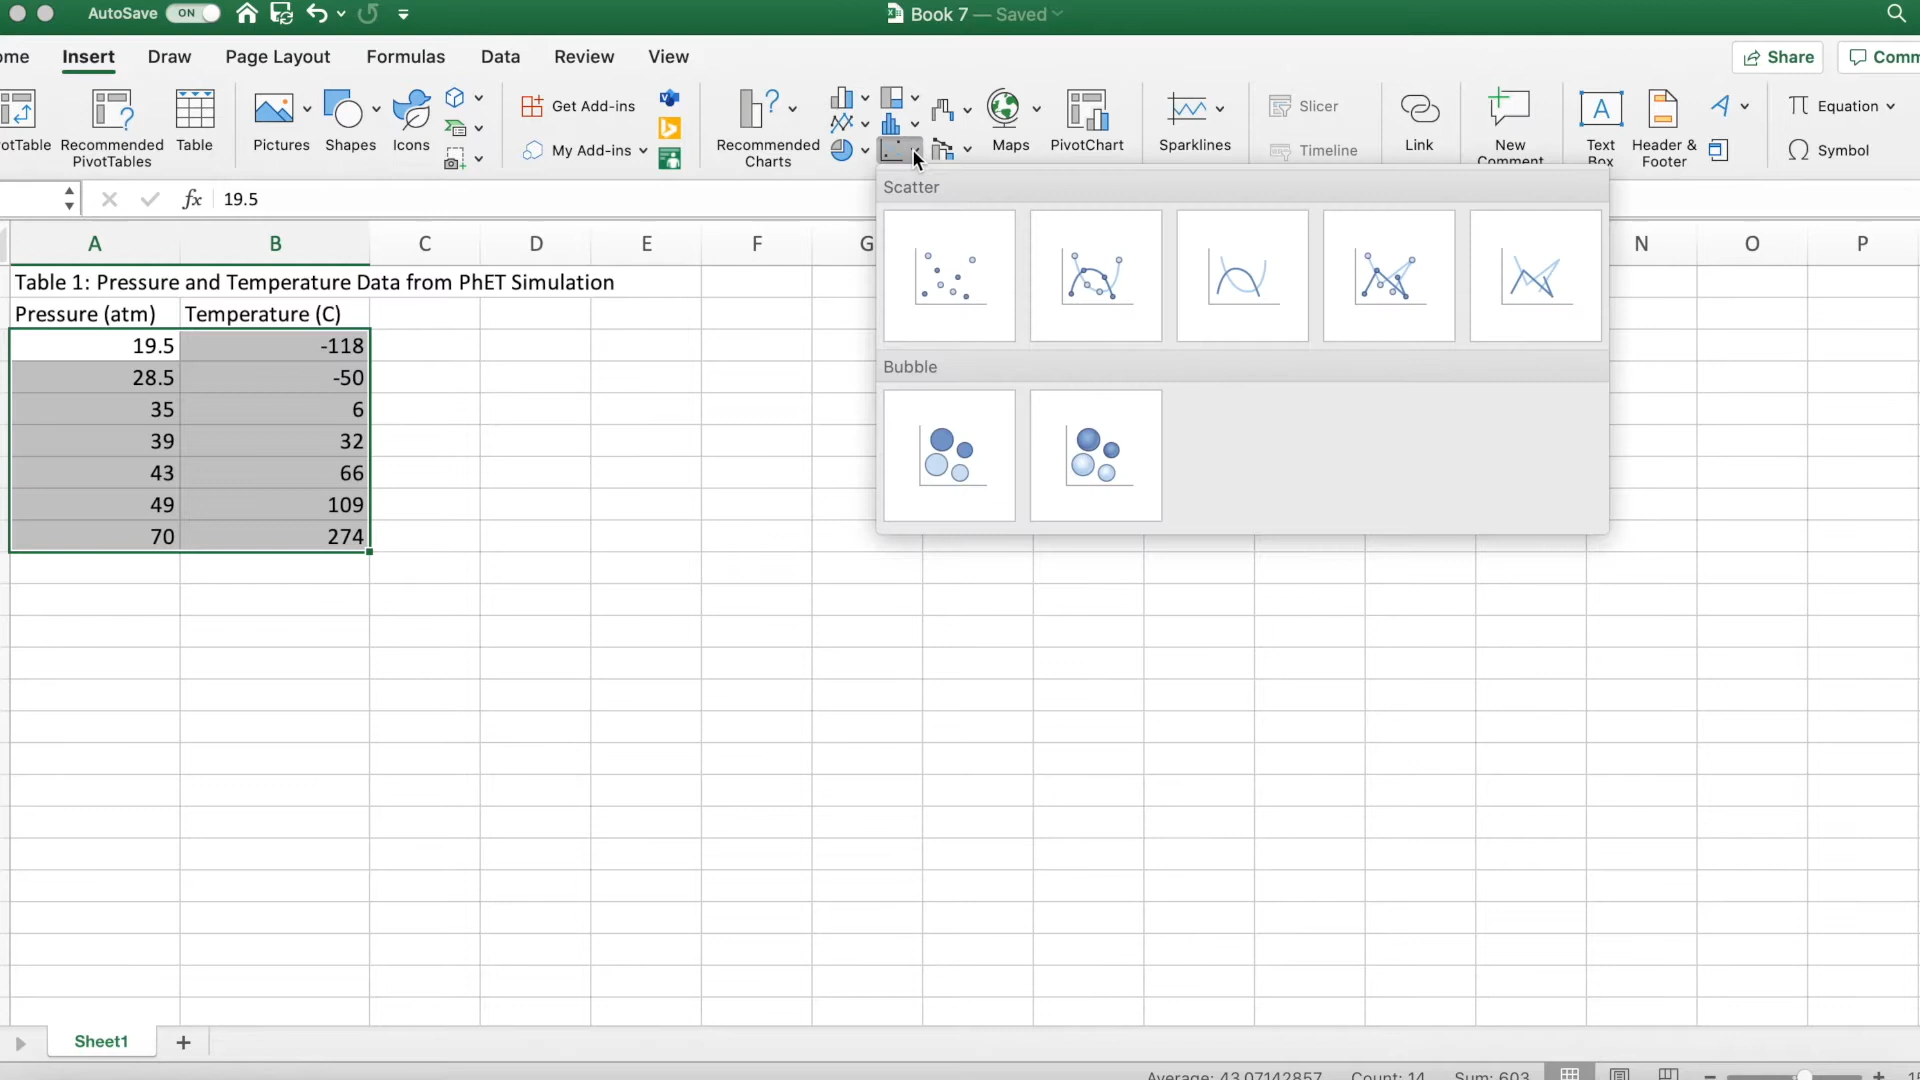 AutoSave ON
Book 7 — Saved
ome Insert Draw Page Layout Formulas Data Review View
Share Comm
otTable
Recommended
PivotTables
Table
Pictures
Shapes
Icons
Get Add-ins
My Add-ins
Recommended
Charts
Maps
PivotChart
Sparklines
Slicer
Timeline
Link
New
Comment
Text
Box
Header &
Footer
Equation
Symbol
fx 19.5
A B C D E F G N O P
Scatter
Bubble
Table 1: Pressure and Temperature Data from PhET Simulation
Pressure (atm) Temperature (C)
19.5 -118
28.5 -50
35 6
39 32
43 66
49 109
70 274
Sheet1 +
Average: 43.07142857 Count: 14 Sum: 603